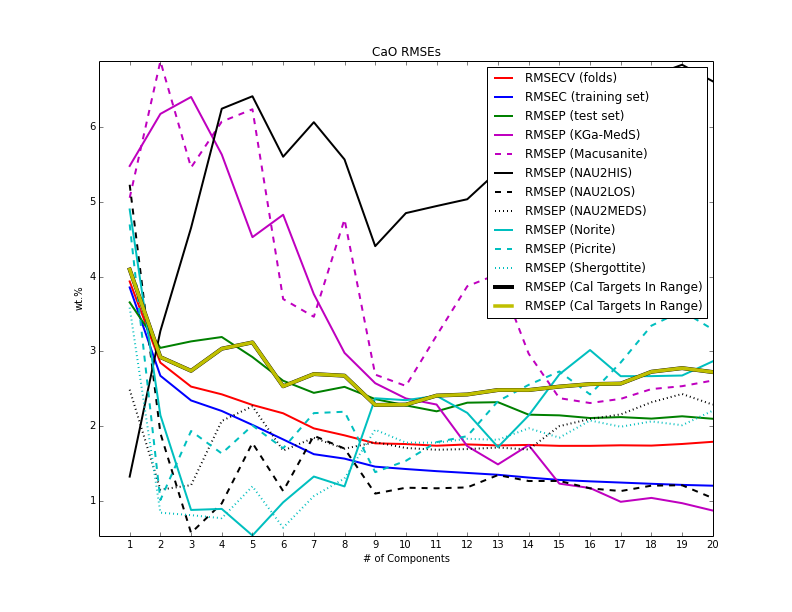 CaO RMSEs
RMSECV (folds)
RMSEC (training set)
RMSEP (test set)
RMSEP (KGa-MedS)
RMSEP (Macusanite)
RMSEP (NAU2HIS)
RMSEP (NAU2LOS)
RMSEP (NAU2MEDS)
RMSEP (Norite)
RMSEP (Picrite)
RMSEP (Shergottite)
RMSEP (Cal Targets In Range)
RMSEP (Cal Targets In Range)
6
5
4
3
2
1
wt.%
1 2 3 4 5 6 7 8 9 10 11 12 13 14 15 16 17 18 19 20
# of Components